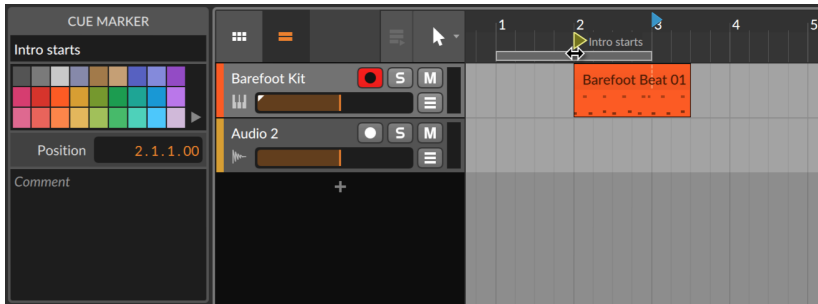 CUE MARKER
Intro starts
Position 2.1.1.00
Comment
1 2 3 4 5
Intro starts
Barefoot Kit S M
Barefoot Beat 01
Audio 2 S M
+